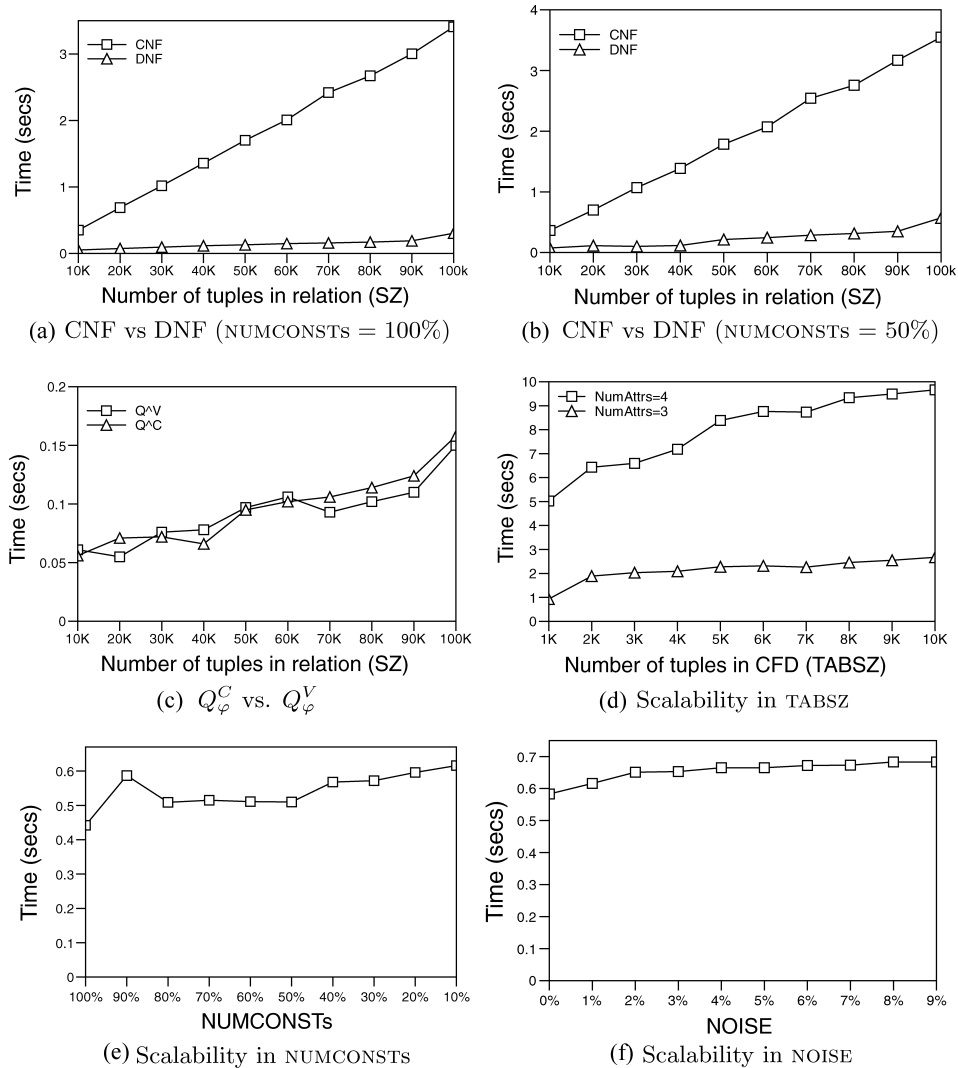 CNF
DNF
3
2
1
0
Time (secs)
10K 20K 30K 40K 50K 60K 70K 80K 90K 100k
Number of tuples in relation (SZ)
(a) CNF vs DNF (NUMCONSTs = 100%)
CNF
DNF
4
3
2
1
0
Time (secs)
10K 20K 30K 40K 50K 60K 70K 80K 90K 100k
Number of tuples in relation (SZ)
(b) CNF vs DNF (NUMCONSTs = 50%)
Q^V
Q^C
0.2
0.15
0.1
0.05
0
Time (secs)
10K 20K 30K 40K 50K 60K 70K 80K 90K 100K
Number of tuples in relation (SZ)
(c) Q_φ^C vs. Q_φ^V
NumAttrs=4
NumAttrs=3
10
9
8
7
6
5
4
3
2
1
0
Time (secs)
1K 2K 3K 4K 5K 6K 7K 8K 9K 10K
Number of tuples in CFD (TABSZ)
(d) Scalability in TABSZ
0.6
0.5
0.4
0.3
0.2
0.1
0
Time (secs)
100% 90% 80% 70% 60% 50% 40% 30% 20% 10%
NUMCONSTs
(e) Scalability in NUMCONSTs
0.7
0.6
0.5
0.4
0.3
0.2
0.1
0
Time (secs)
0% 1% 2% 3% 4% 5% 6% 7% 8% 9%
NOISE
(f) Scalability in NOISE